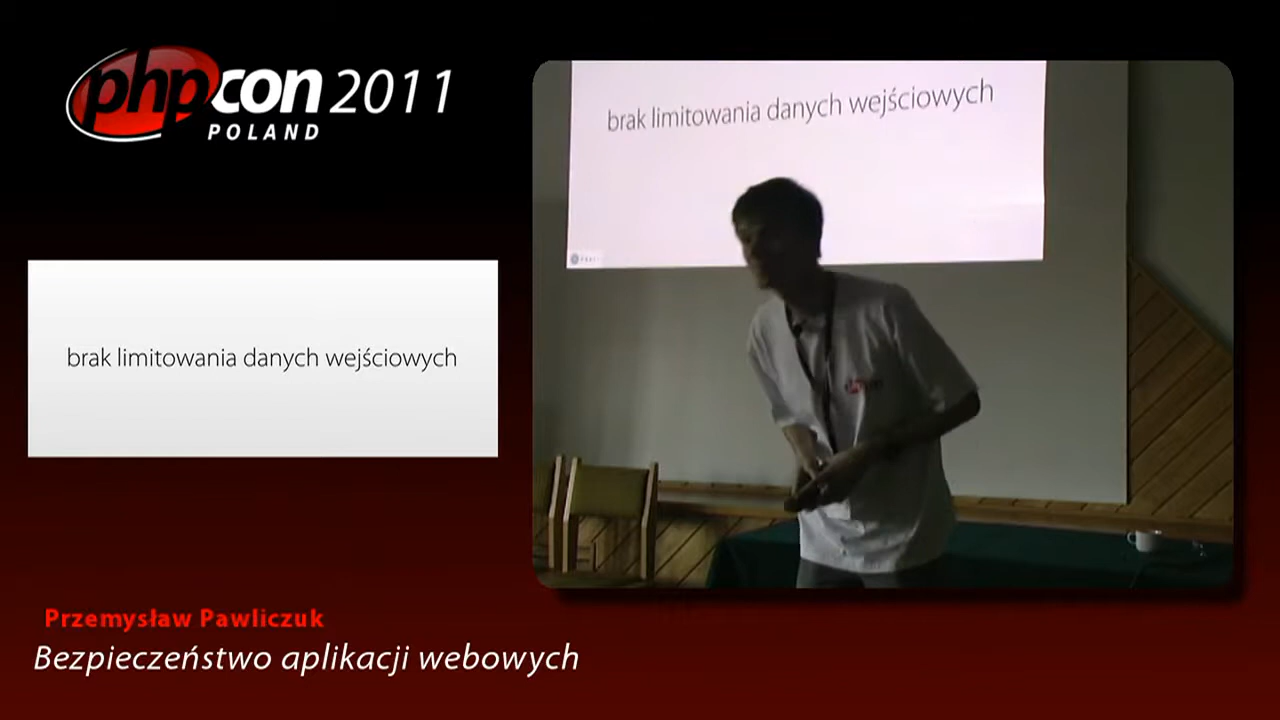 phpcon 2011
POLAND
brak limitowania danych wejściowych
brak limitowania danych wejściowych
Przemysław Pawliczuk
Bezpieczeństwo aplikacji webowych